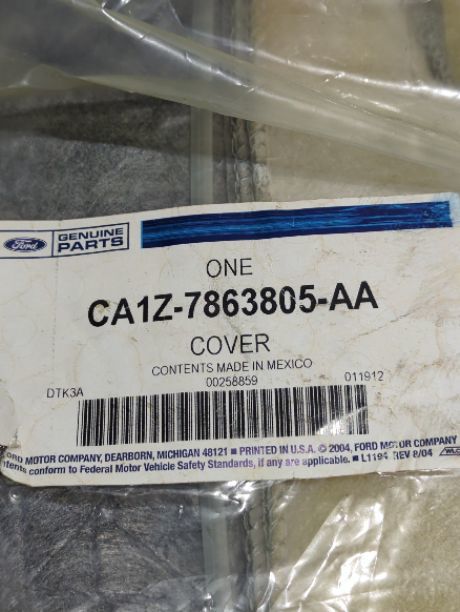 Ford
GENUINE
PARTS
ONE
CA1Z-7863805-AA
COVER
CONTENTS MADE IN MEXICO
DTK3A 00258859 011912
ORD MOTOR COMPANY, DEARBORN, MICHIGAN 48121 ■ PRINTED IN U.S.A. © 2004, FORD MOTOR COMPANY
ntents conform to Federal Motor Vehicle Safety Standards, if any are applicable. ■ L1194 REV 8/04